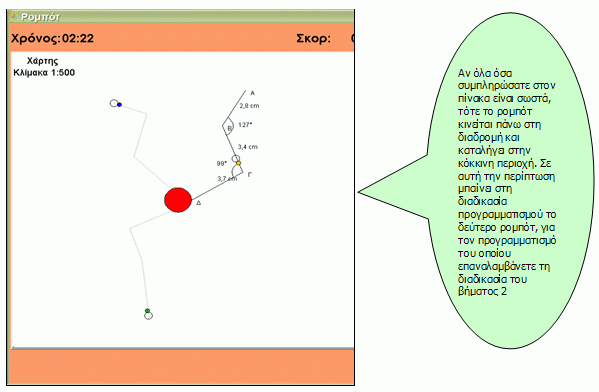 Ρομπότ
Χρόνος: 02:22 Σκορ: 0
Χάρτης
Κλίμακα 1:500
Α
2,8 cm
Β 127°
3,4 cm
99°
3,7 cm Γ
Δ
Αν όλα όσα
συμπληρώσατε στον
πίνακα είναι σωστά,
τότε το ρομπότ
κινείται πάνω στη
διαδρομή και
καταλήγει στην
κόκκινη περιοχή. Σε
αυτή την περίπτωση
μπαίνει στη
διαδικασία
προγραμματισμού το
δεύτερο ρομπότ, για
τον προγραμματισμό
του οποίου
επαναλαμβάνετε τη
διαδικασία του
βήματος 2